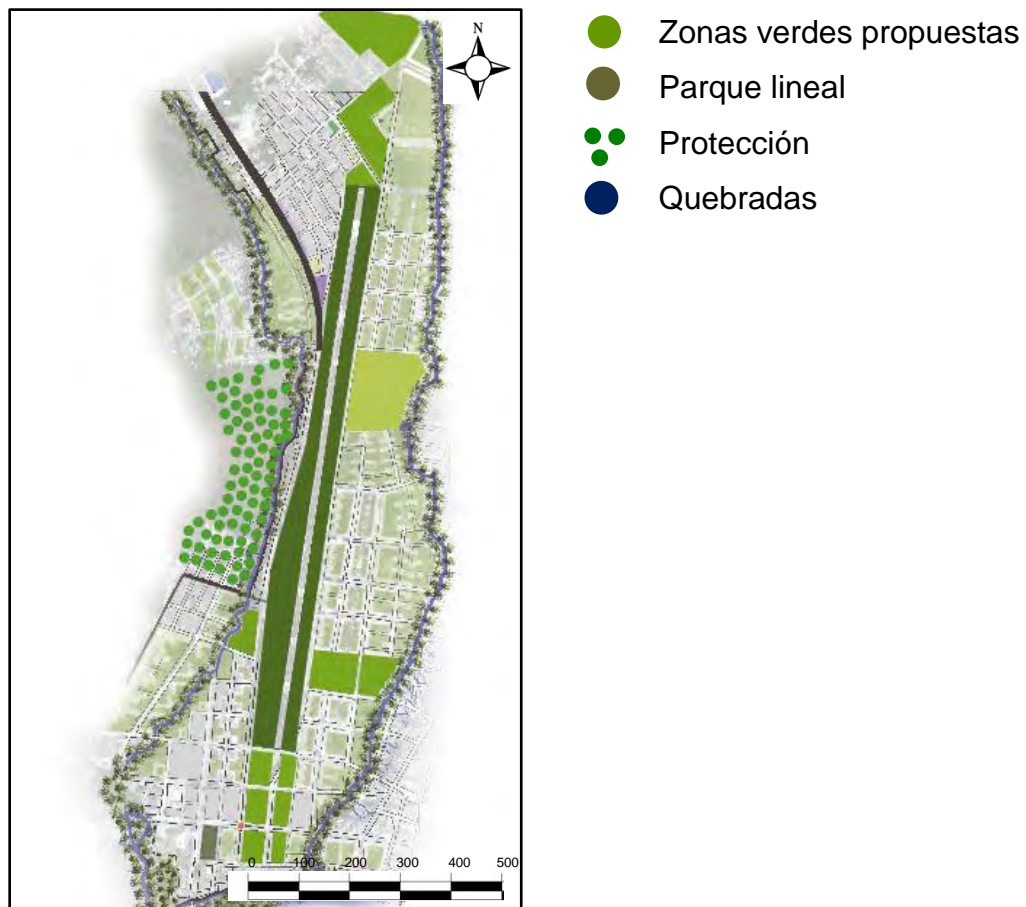 N
Zonas verdes propuestas
Parque lineal
Protección
Quebradas
0 100 200 300 400 500